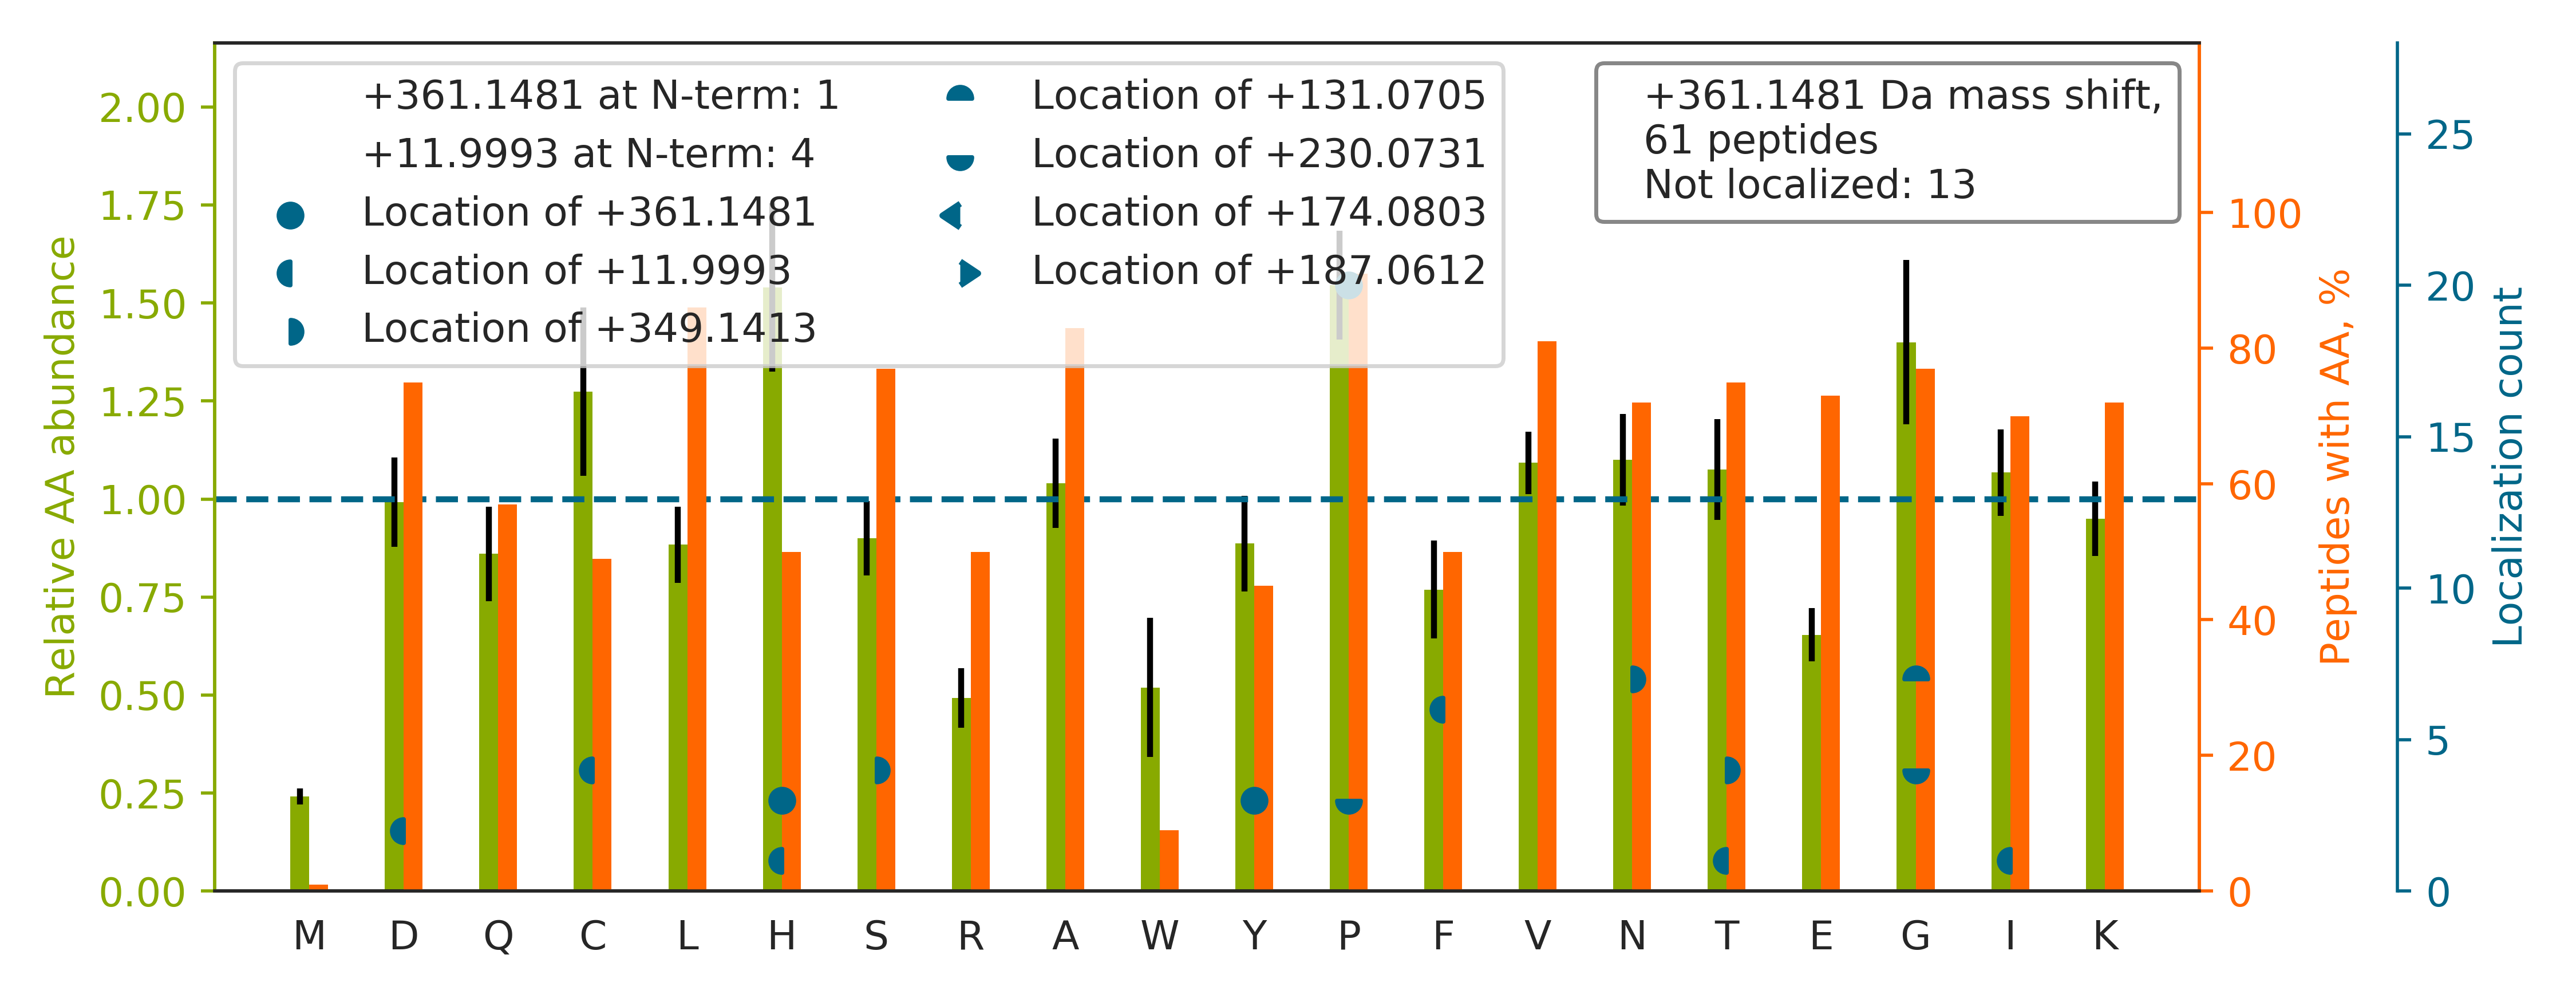 +361.1481 at N-term: 1
+11.9993 at N-term: 4
Location of +361.1481
Location of +11.9993
Location of +349.1413
Location of +131.0705
Location of +230.0731
Location of +174.0803
Location of +187.0612
+361.1481 Da mass shift,
61 peptides
Not localized: 13
Relative AA abundance
2.00
1.75
1.50
1.25
1.00
0.75
0.50
0.25
0.00
M D Q C L H S R A W Y P F V N T E G I K
100
80
60
40
20
0
Peptides with AA, %
25
20
15
10
5
0
Localization count